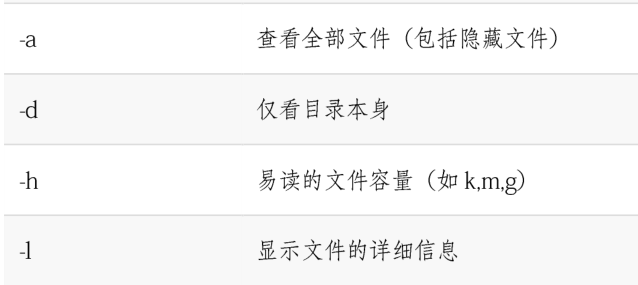 -a 查看全部文件（包括隐藏文件）
-d 仅看目录本身
-h 易读的文件容量（如 k,m,g）
-l 显示文件的详细信息